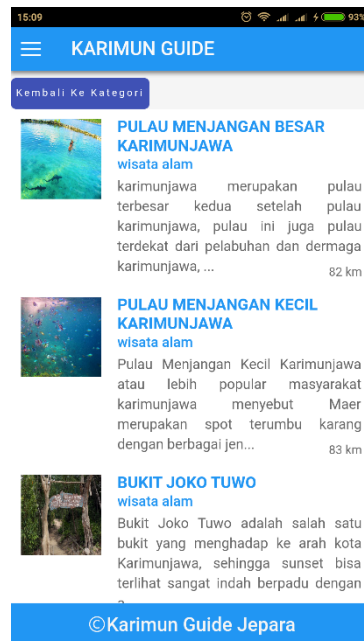 15:09
93%
KARIMUN GUIDE
Kembali Ke Kategori
PULAU MENJANGAN BESAR
KARIMUNJAWA
wisata alam
karimunjawa merupakan pulau
terbesar kedua setelah pulau
karimunjawa, pulau ini juga pulau
terdekat dari pelabuhan dan dermaga
karimunjawa, ...
82 km
PULAU MENJANGAN KECIL
KARIMUNJAWA
wisata alam
Pulau Menjangan Kecil Karimunjawa
atau lebih popular masyarakat
karimunjawa menyebut Maer
merupakan spot terumbu karang
dengan berbagai jen...
83 km
BUKIT JOKO TUWO
wisata alam
Bukit Joko Tuwo adalah salah satu
bukit yang menghadap ke arah kota
Karimunjawa, sehingga sunset bisa
terlihat sangat indah berpadu dengan
©Karimun Guide Jepara